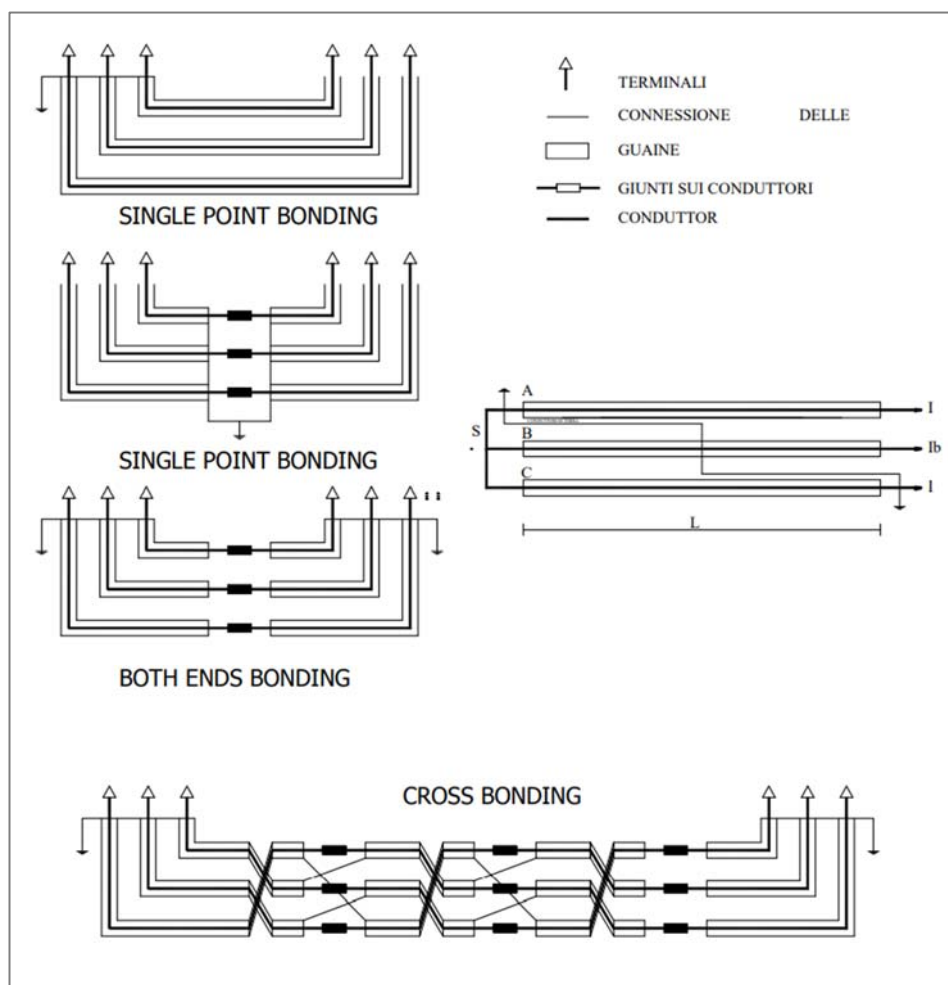 TERMINALI
CONNESSIONE DELLE
GUAINE
GIUNTI SUI CONDUTTORI
CONDUTTOR
SINGLE POINT BONDING
SINGLE POINT BONDING
A
I
S
B
Ib
C
I
L
BOTH ENDS BONDING
CROSS BONDING